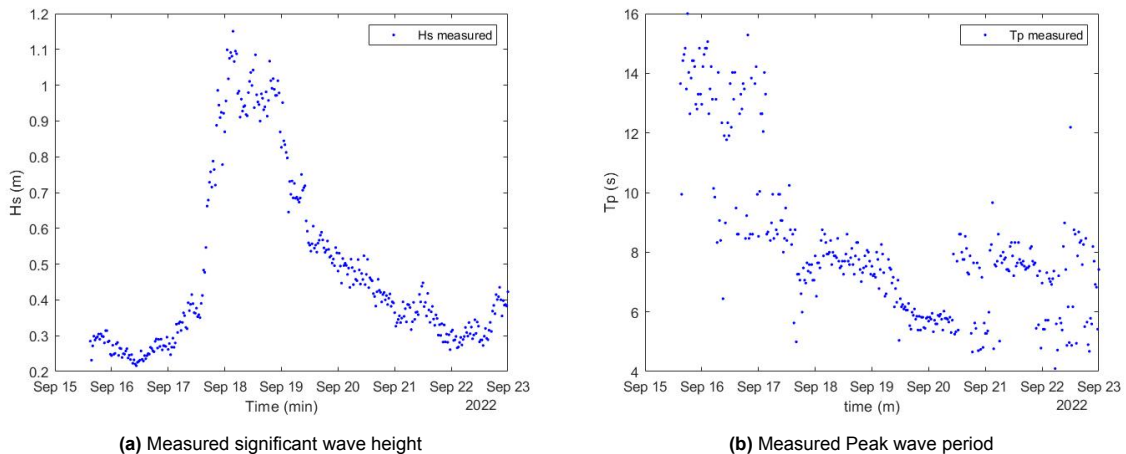 1.2
1.1
1
0.9
0.8
0.7
0.6
0.5
0.4
0.3
0.2
Hs (m)
Hs measured
Sep 15 Sep 16 Sep 17 Sep 18 Sep 19 Sep 20 Sep 21 Sep 22 Sep 23
Time (min) 2022
(a) Measured significant wave height
16
14
12
10
8
6
4
Tp (s)
Tp measured
Sep 15 Sep 16 Sep 17 Sep 18 Sep 19 Sep 20 Sep 21 Sep 22 Sep 23
time (m) 2022
(b) Measured Peak wave period